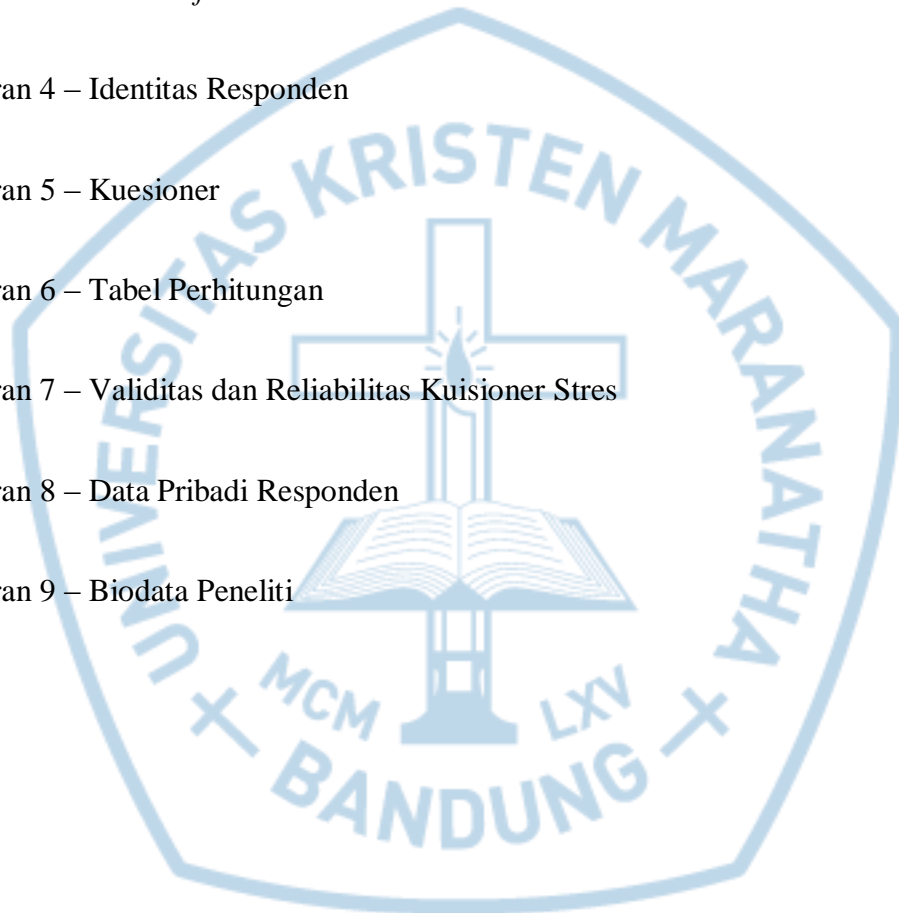 ran 4 – Identitas Responden
ran 5 – Kuesioner
ran 6 – Tabel Perhitungan
ran 7 – Validitas dan Reliabilitas Kuisioner Stres
ran 8 – Data Pribadi Responden
ran 9 – Biodata Peneliti
UNIVERSITAS KRISTEN MARANATHA
MCM LXV
BANDUNG